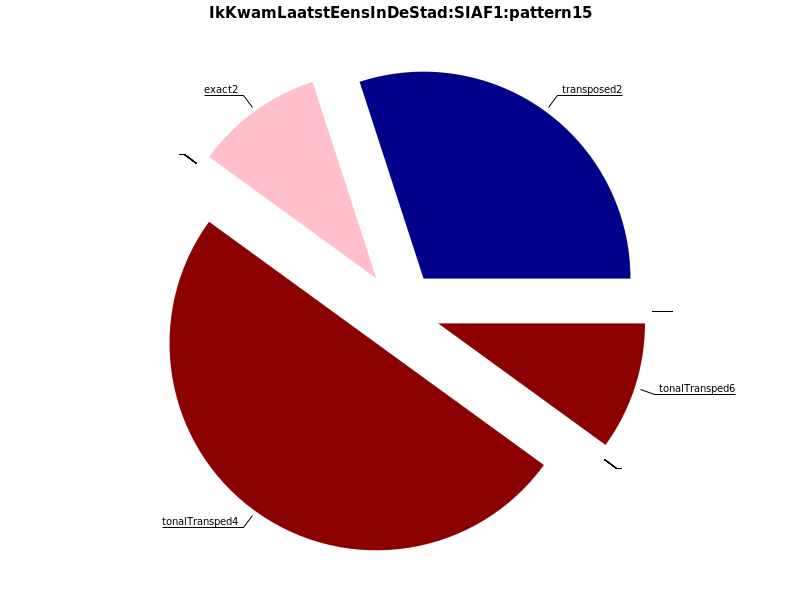 IkKwamLaatstEensInDeStad:SIAF1:pattern15
exact2
transposed2
tonalTransped6
tonalTransped4